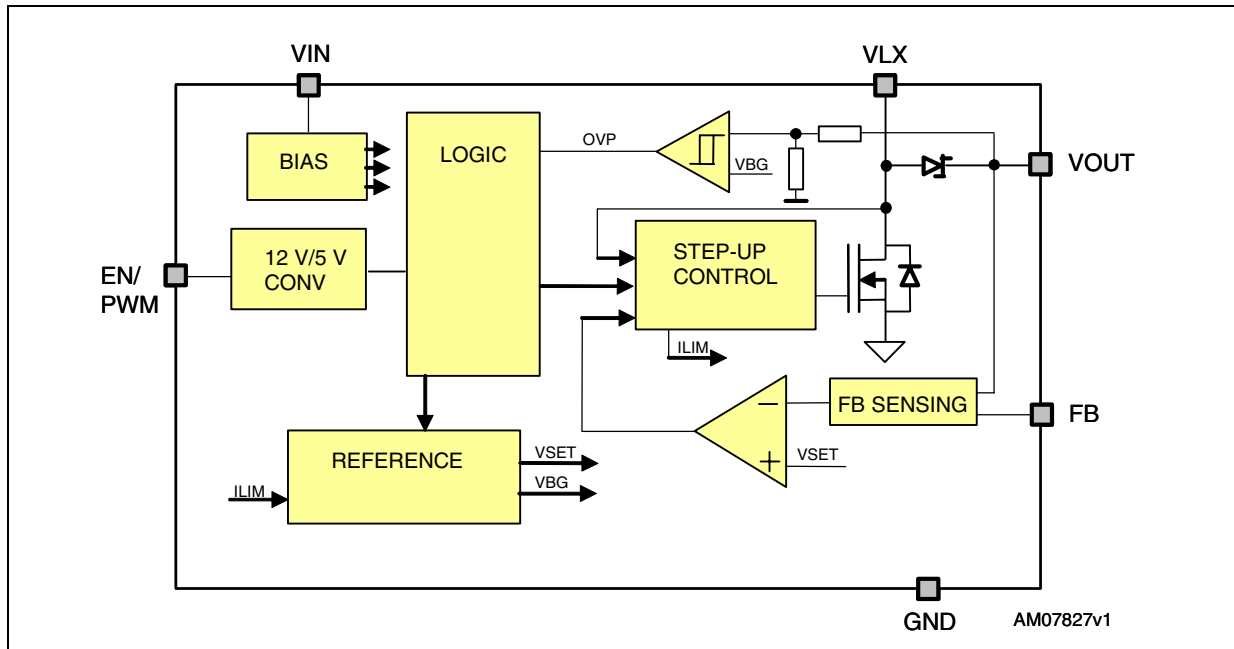 VIN
VLX
BIAS
LOGIC
OVP
VBG
VOUT
EN/
PWM
12 V/5 V
CONV
STEP-UP
CONTROL
ILIM
FB SENSING
FB
VSET
REFERENCE
VSET
VBG
ILIM
GND
AM07827v1